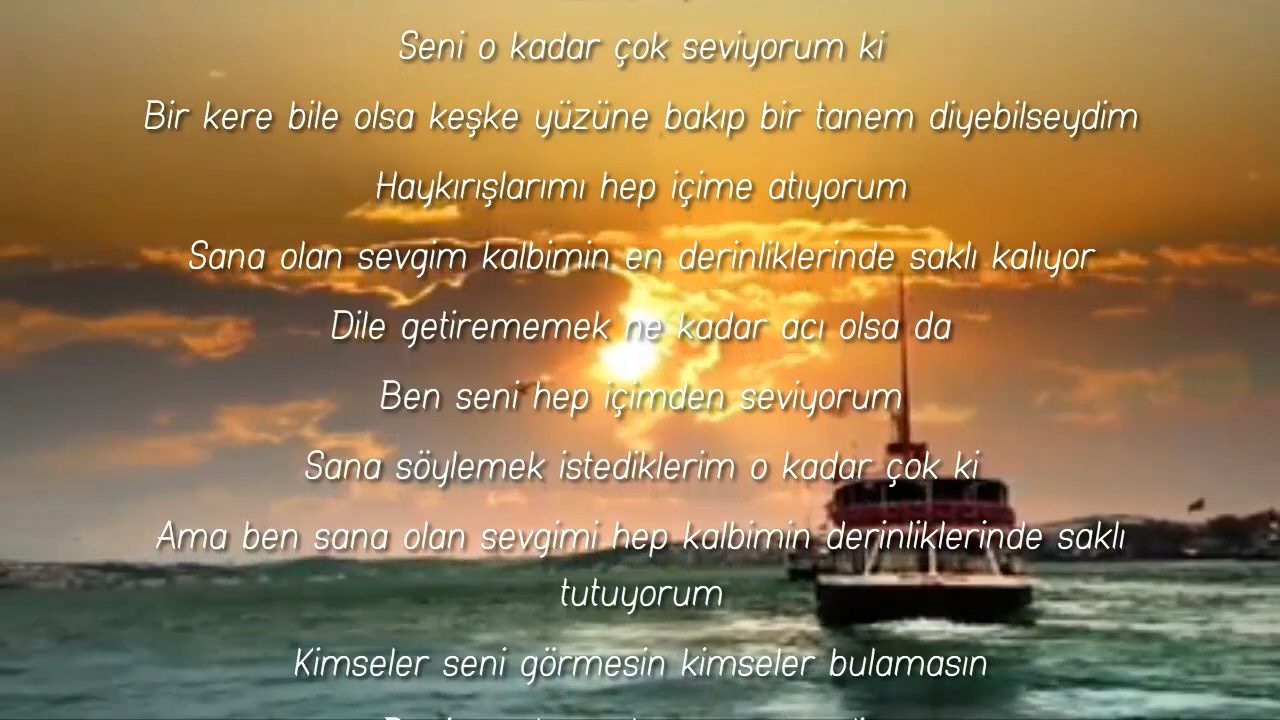 Seni o kadar çok seviyorum ki
Bir kere bile olsa keşke yüzüne bakıp bir tanem diyebilseydim
Haykırışlarımı hep içime atıyorum
Sana olan sevgim kalbimin en derinliklerinde saklı kalıyor
Dile getirememek ne kadar acı olsa da
Ben seni hep içimden seviyorum
Sana söylemek istediklerim o kadar çok ki
Ama ben sana olan sevgimi hep kalbimin derinliklerinde saklı
tutuyorum
Kimseler seni görmesin kimseler bulamasın